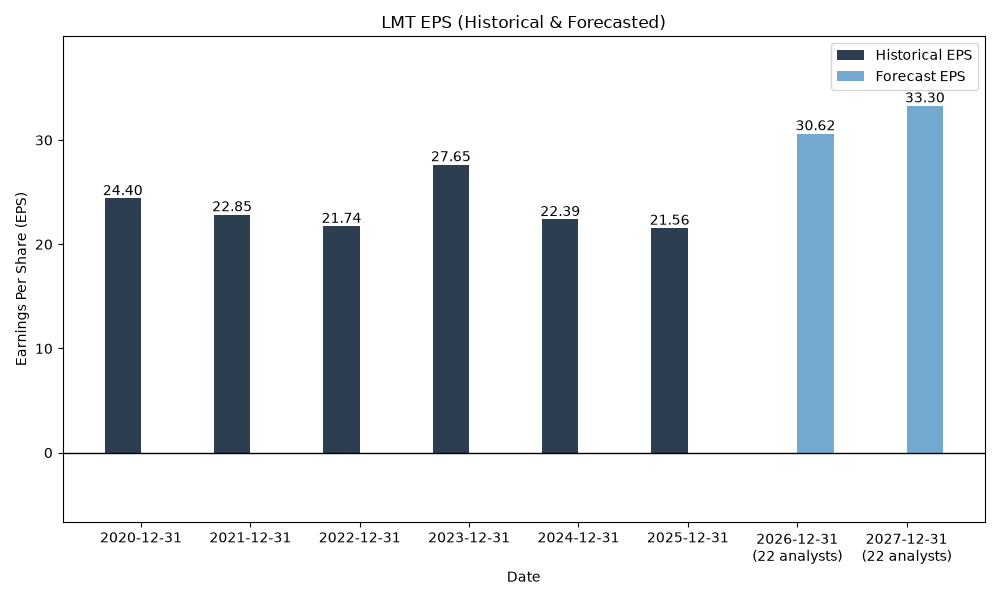 LMT EPS (Historical & Forecasted)
Historical EPS
Forecast EPS
Earnings Per Share (EPS)
30
20
10
0
24.40
22.85
21.74
27.65
22.39
21.56
30.62
33.30
2020-12-31
2021-12-31
2022-12-31
2023-12-31
2024-12-31
2025-12-31
2026-12-31
(22 analysts)
2027-12-31
(22 analysts)
Date